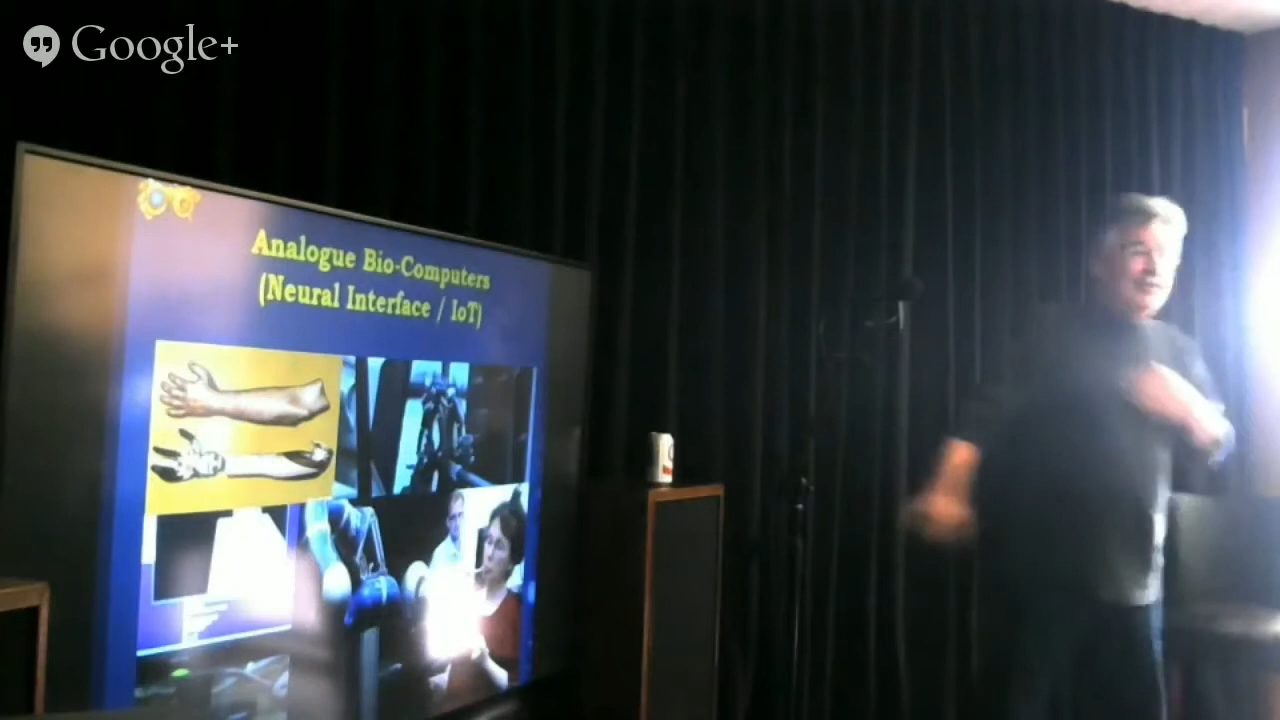 Google+
Analogue Bio-Computers
(Neural Interface / IoT)